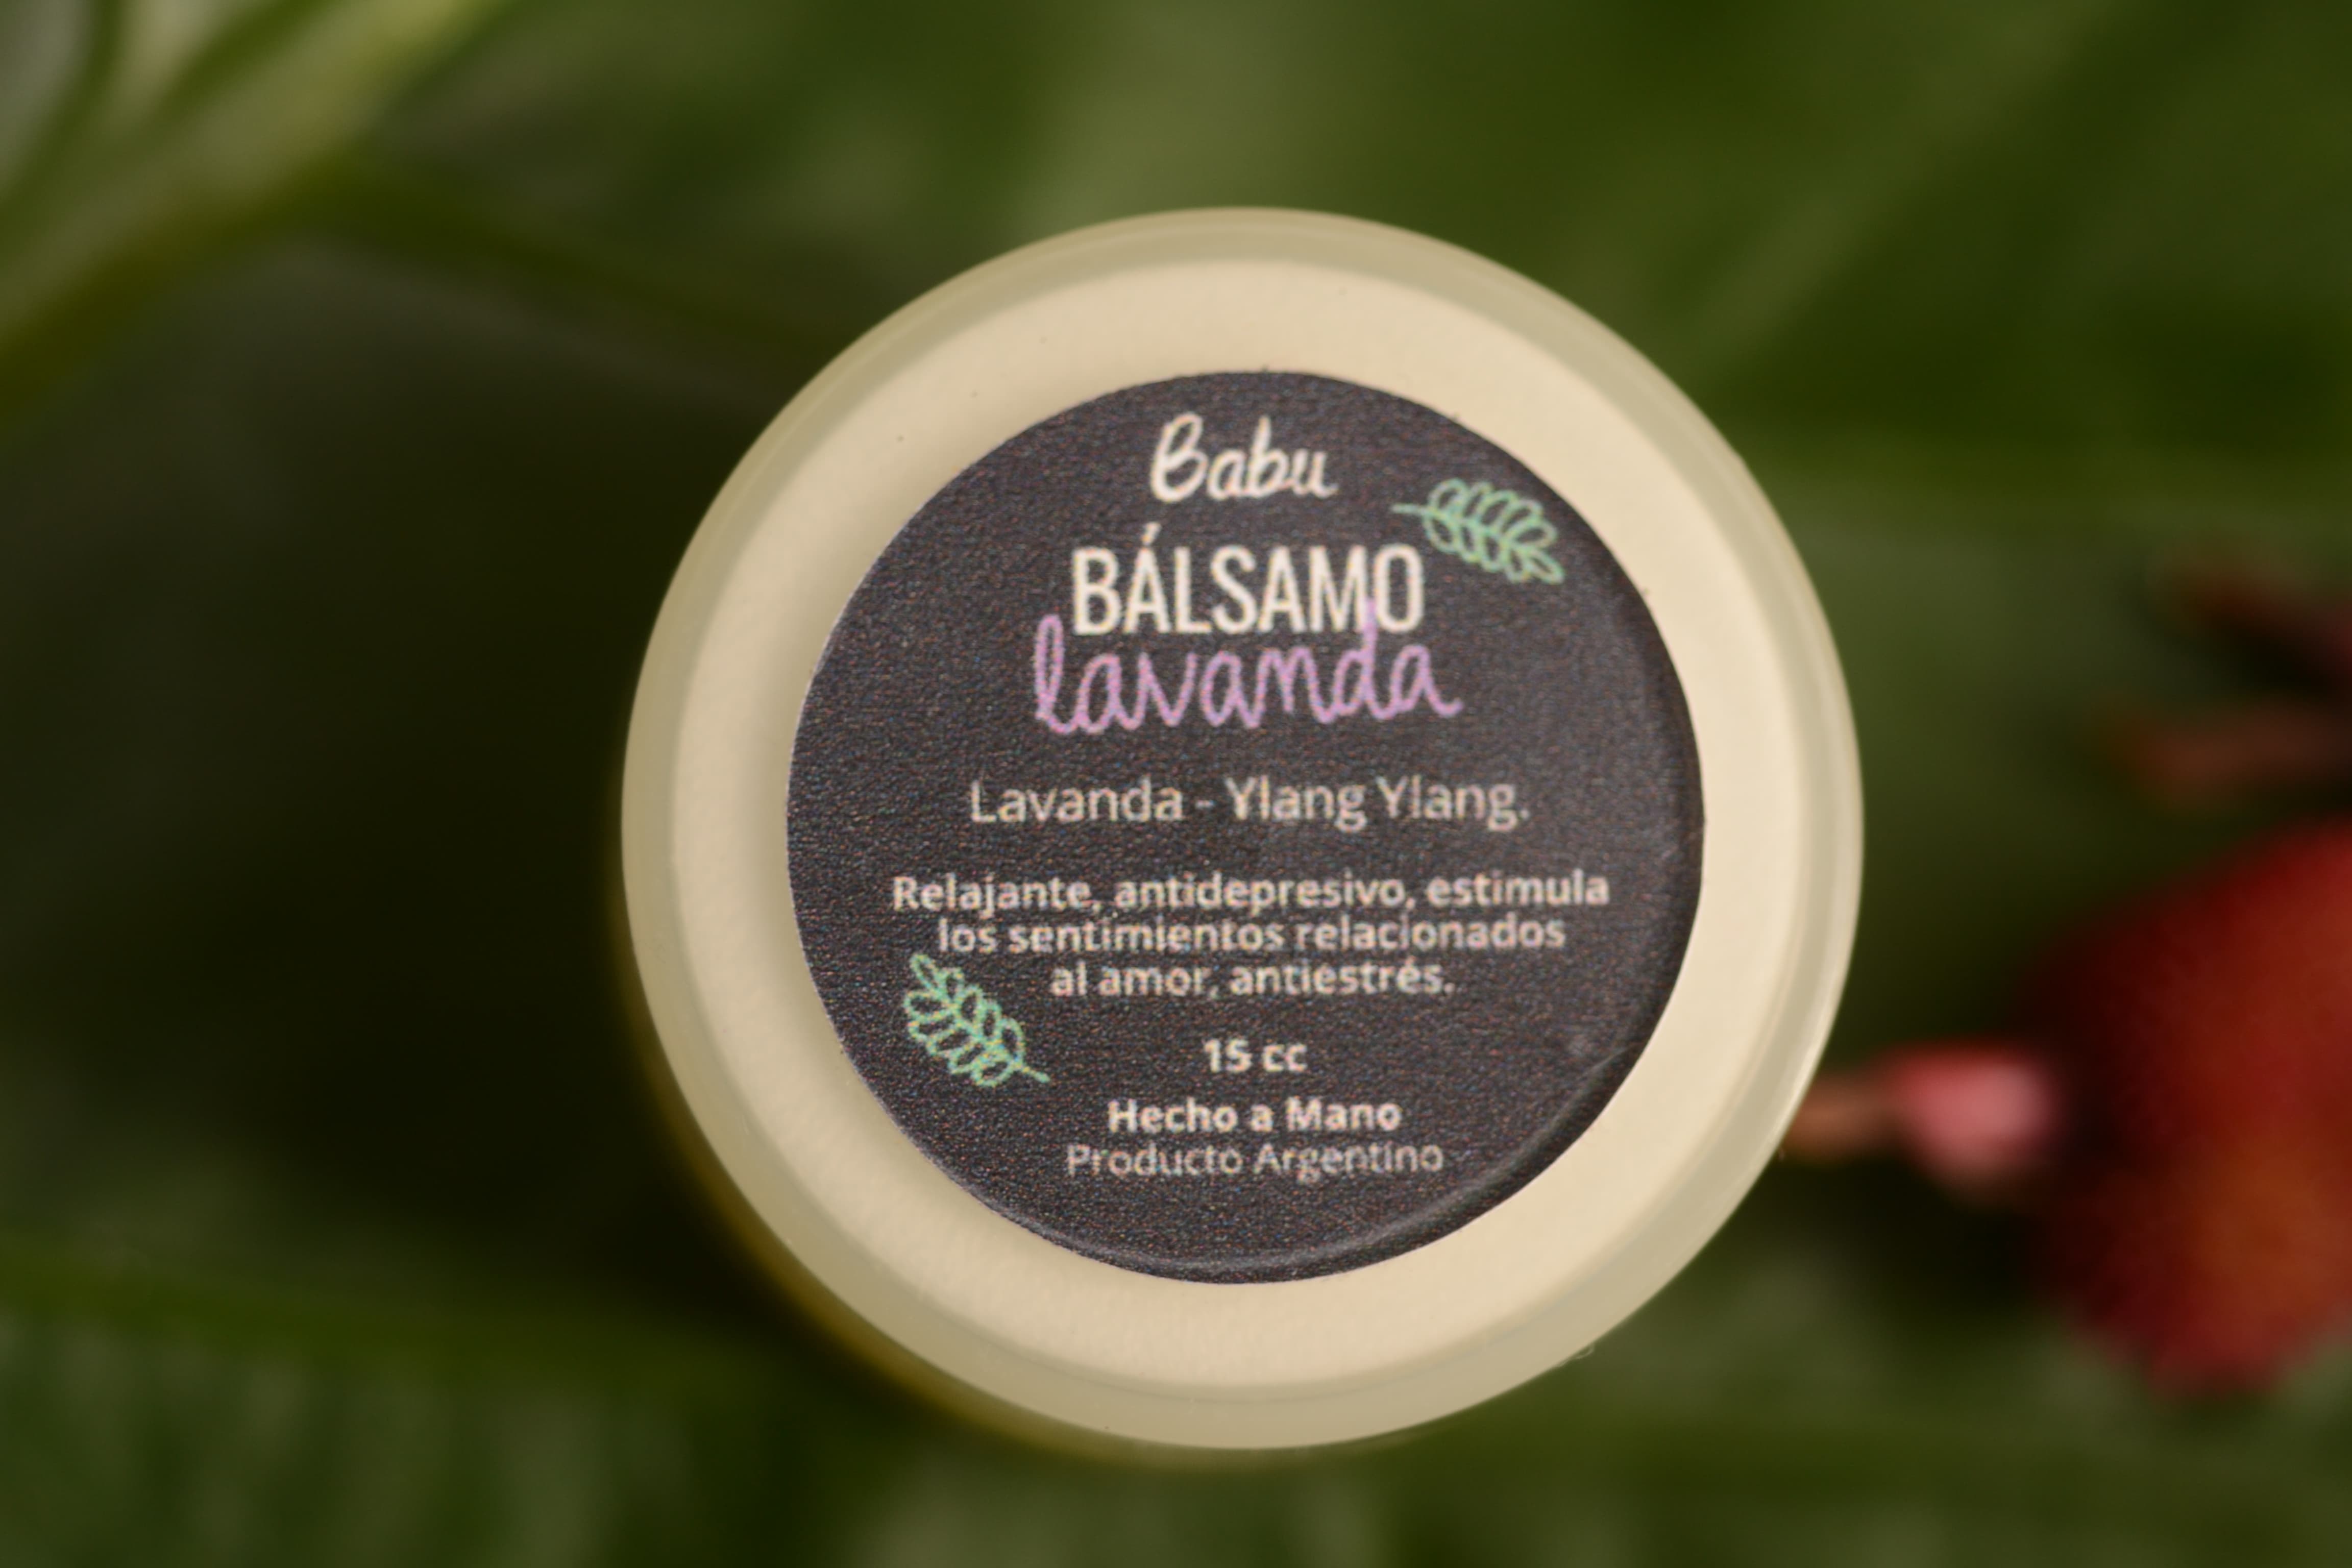 Babu
BÁLSAMO
lavanda
Lavanda - Ylang Ylang.
Relajante, antidepresivo, estimula
los sentimientos relacionados
al amor, antiestrés.
15 cc
Hecho a Mano
Producto Argentino